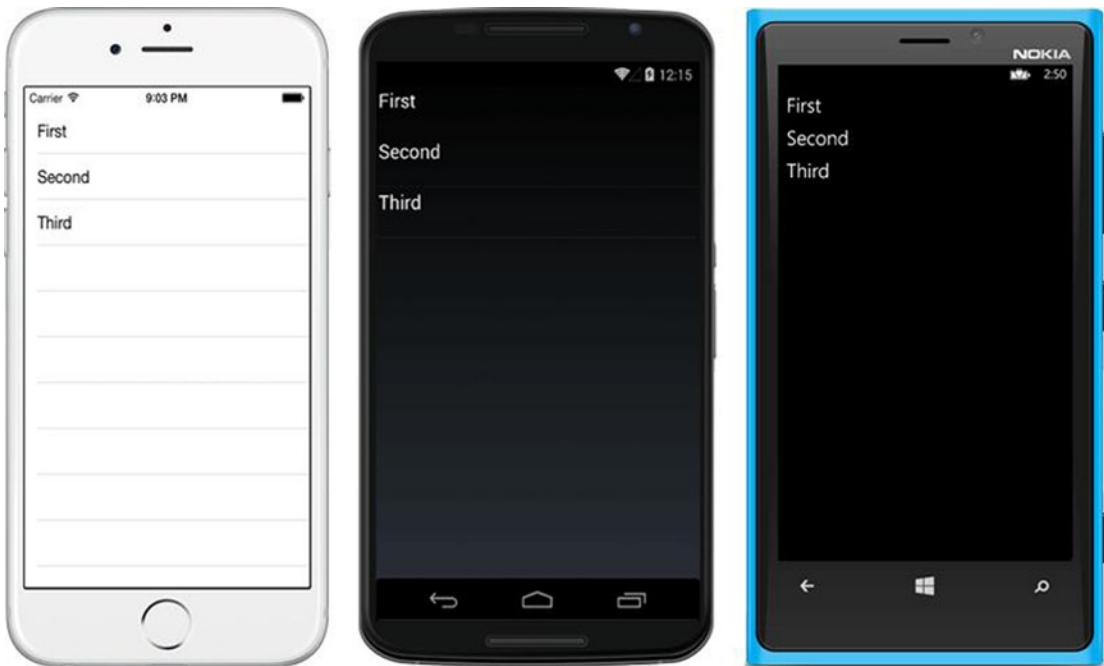 Carrier 9:03 PM
First
Second
Third
12:15
First
Second
Third
NOKIA
2:50
First
Second
Third